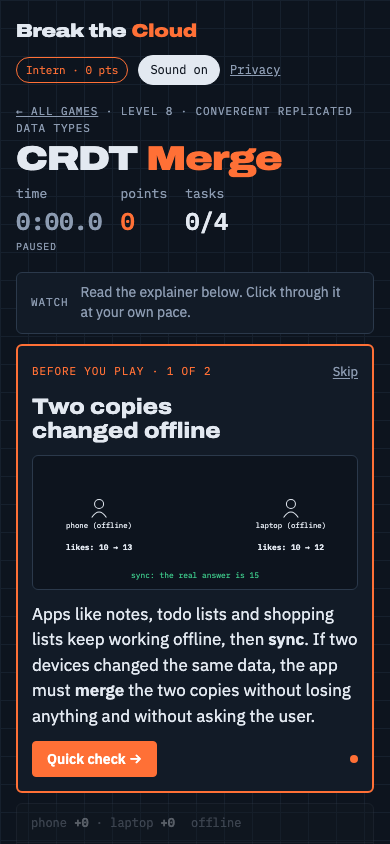 Break the Cloud
Intern · 0 pts
Sound on
Privacy
← ALL GAMES · LEVEL 8 · CONVERGENT REPLICATED
DATA TYPES
CRDT Merge
time points tasks
0:00.0 0 0/4
PAUSED
WATCH
Read the explainer below. Click through it
at your own pace.
BEFORE YOU PLAY · 1 OF 2
Skip
Two copies
changed offline
phone (offline)
laptop (offline)
likes: 10 → 13
likes: 10 → 12
sync: the real answer is 15
Apps like notes, todo lists and shopping
lists keep working offline, then sync. If two
devices changed the same data, the app
must merge the two copies without losing
anything and without asking the user.
Quick check →
phone +0 · laptop +0 offline